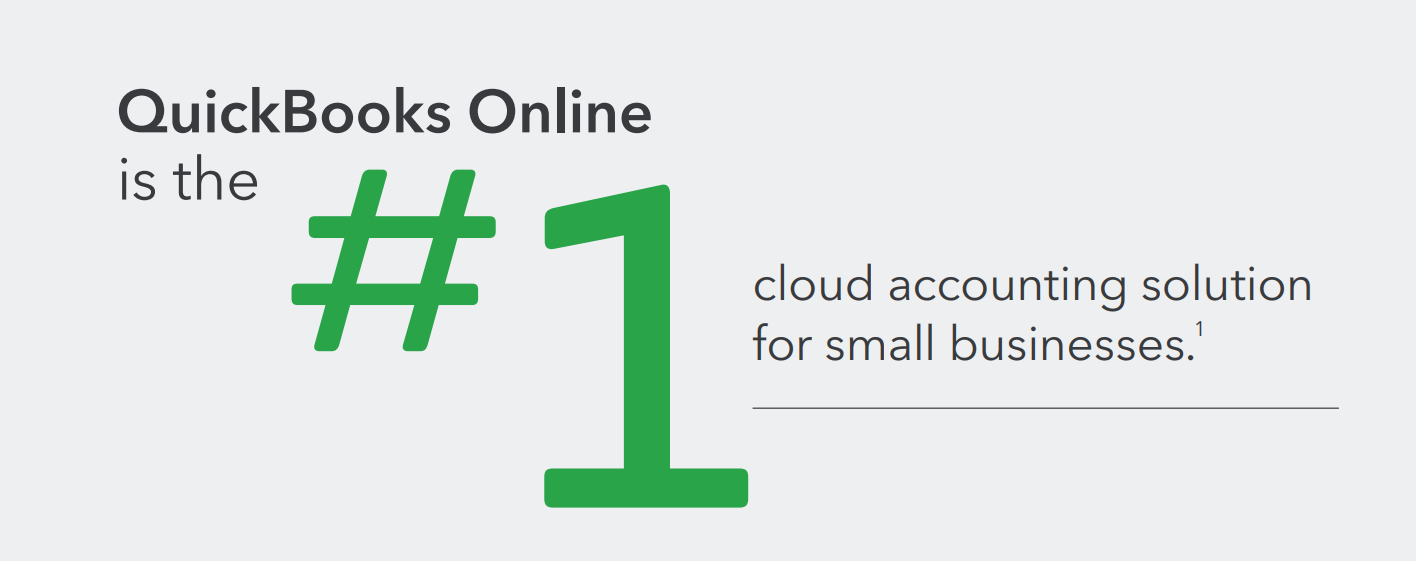 QuickBooks Online
is the
#1
cloud accounting solution
for small businesses.¹